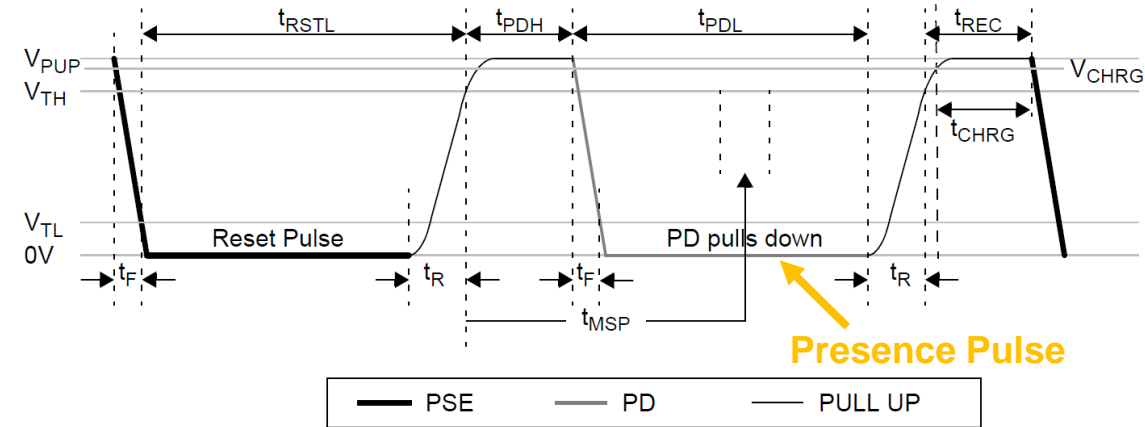 tRSTL tPDH tPDL tREC
VPUP
VCHRG
VTH
tCHRG
VTL
Reset Pulse PD pulls down
0V
tF tR tF tR
tMSP
Presence Pulse
PSE PD PULL UP